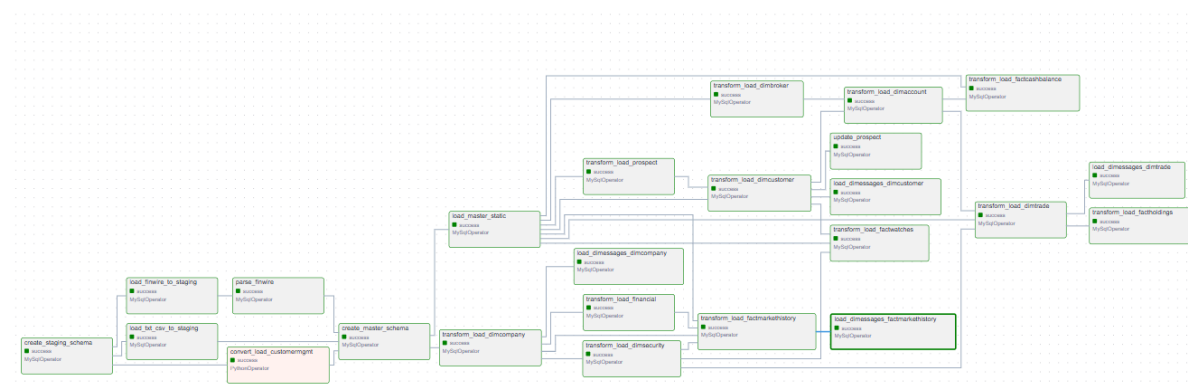 transform_load_factcashbalance
success
MySqlOperator
transform_load_dimbroker
success
MySqlOperator
transform_load_dimaccount
success
MySqlOperator
update_prospect
success
MySqlOperator
transform_load_prospect
success
MySqlOperator
load_dimessages_dimtrade
success
MySqlOperator
transform_load_dimcustomer
success
MySqlOperator
load_dimessages_dimcustomer
success
MySqlOperator
transform_load_dimtrade
success
MySqlOperator
transform_load_factholdings
success
MySqlOperator
load_master_static
success
MySqlOperator
transform_load_factwatches
success
MySqlOperator
load_dimessages_dimcompany
success
MySqlOperator
load_finwire_to_staging
success
MySqlOperator
parse_finwire
success
MySqlOperator
transform_load_financial
success
MySqlOperator
transform_load_factmarkethistory
success
MySqlOperator
load_dimessages_factmarkethistory
success
MySqlOperator
load_txt_csv_to_staging
success
MySqlOperator
create_master_schema
success
MySqlOperator
transform_load_dimcompany
success
MySqlOperator
create_staging_schema
success
MySqlOperator
transform_load_dimsecurity
success
MySqlOperator
convert_load_customermgmt
success
PythonOperator